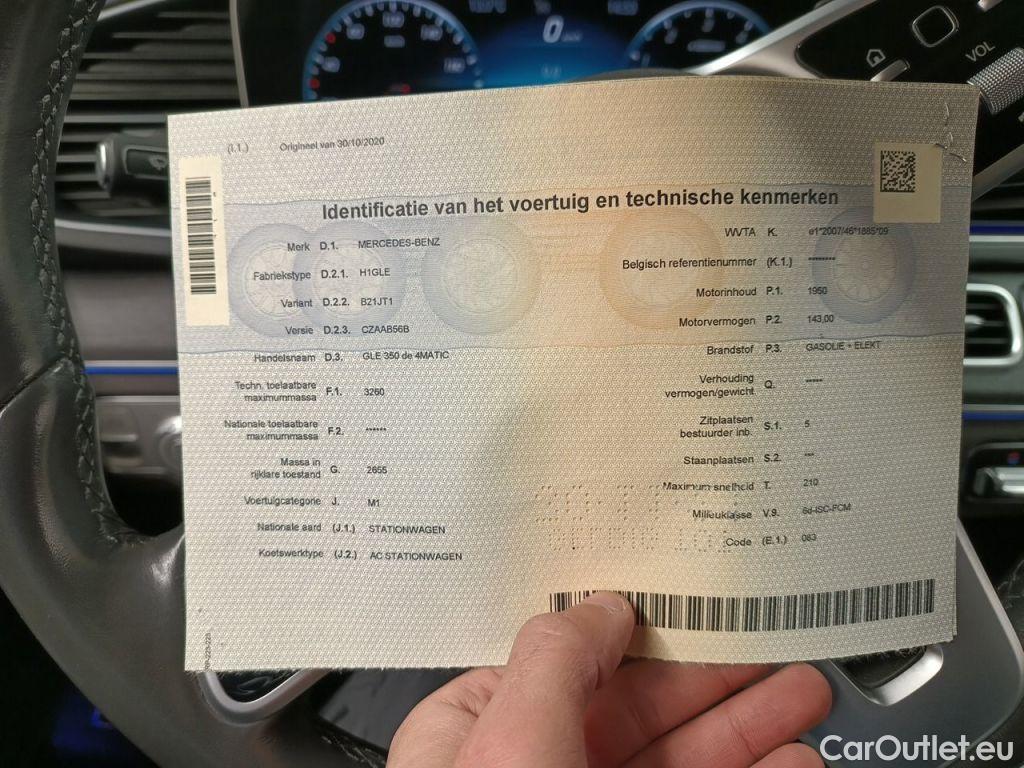 VOL
(I.1.) Origineel van 30/10/2020
Identificatie van het voertuig en technische kenmerken
Merk D.1. MERCEDES-BENZ
Fabriekstype D.2.1. H1GLE
Variant D.2.2. B21JT1
Versie D.2.3. CZAAB56B
Handelsnaam D.3. GLE 350 de 4MATIC
Techn. toelaatbare
maximummassa F.1. 3260
Nationale toelaatbare
maximummassa F.2. ******
Massa in
rijklare toestand G. 2655
Voertuigcategorie J. M1
Nationale aard (J.1.) STATIONWAGEN
Koetswerktype (J.2.) AC STATIONWAGEN
WVTA K. e1*2007/46*1885*09
Belgisch referentienummer (K.1.) ********
Motorinhoud P.1. 1950
Motorvermogen P.2. 143,00
Brandstof P.3. GASOLIE + ELEKT
Verhouding
vermogen/gewicht Q. *****
Zitplaatsen
bestuurder inb. S.1. 5
Staanplaatsen S.2. ***
Maximum snelheid T. 210
Milieuklasse V.9. 6d-ISC-FCM
Code (E.1.) 083
CarOutlet.eu